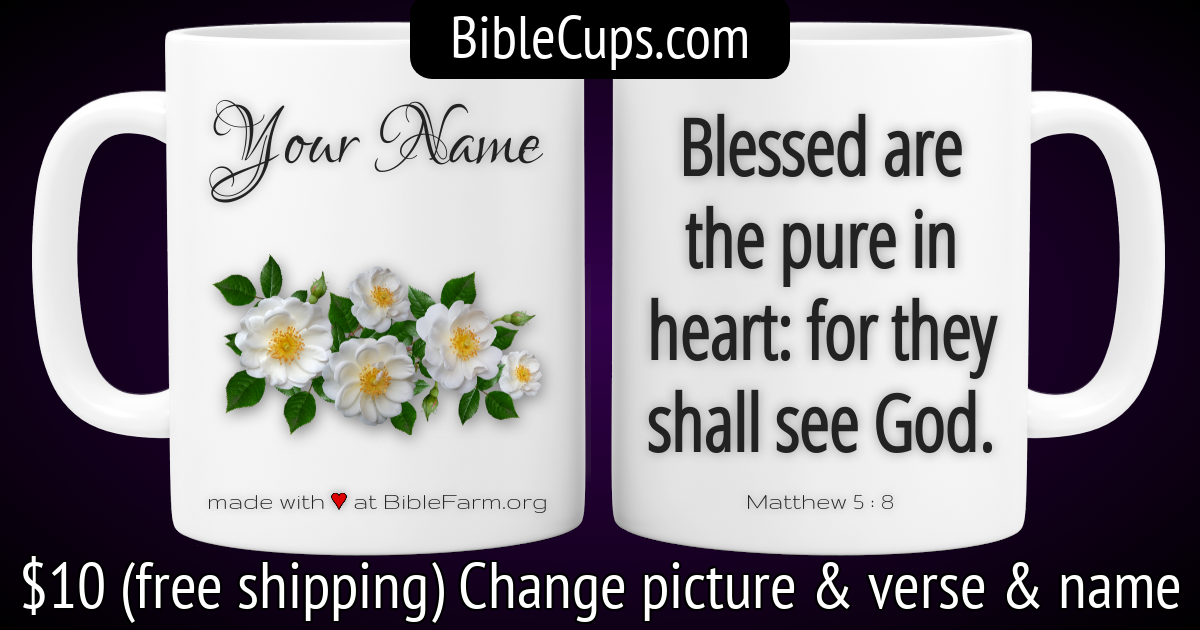 BibleCups.com
Your Name
made with ♥ at BibleFarm.org
Blessed are
the pure in
heart: for they
shall see God.
Matthew 5 : 8
$10 (free shipping) Change picture & verse & name